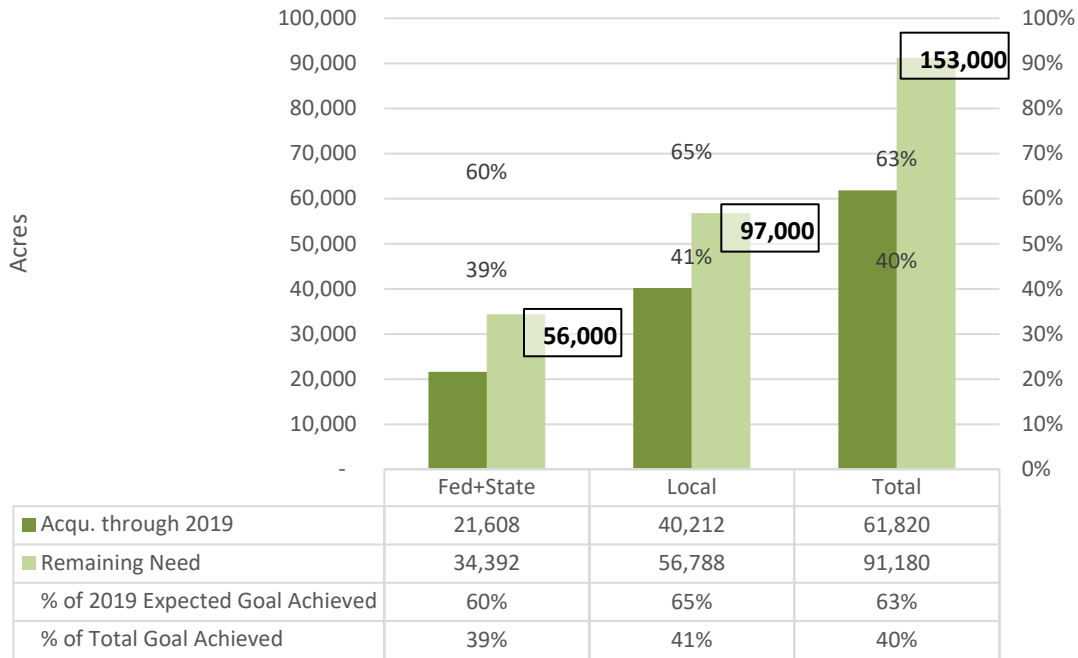 100,000 100%
90,000 153,000 90%
80,000 80%
70,000 60% 65% 63% 70%
60,000 60%
50,000 97,000 50%
39% 41% 40%
40,000 40%
30,000 56,000 30%
20,000 20%
10,000 10%
- 0%
Acres
Fed+State Local Total
Acqu. through 2019 21,608 40,212 61,820
Remaining Need 34,392 56,788 91,180
% of 2019 Expected Goal Achieved 60% 65% 63%
% of Total Goal Achieved 39% 41% 40%